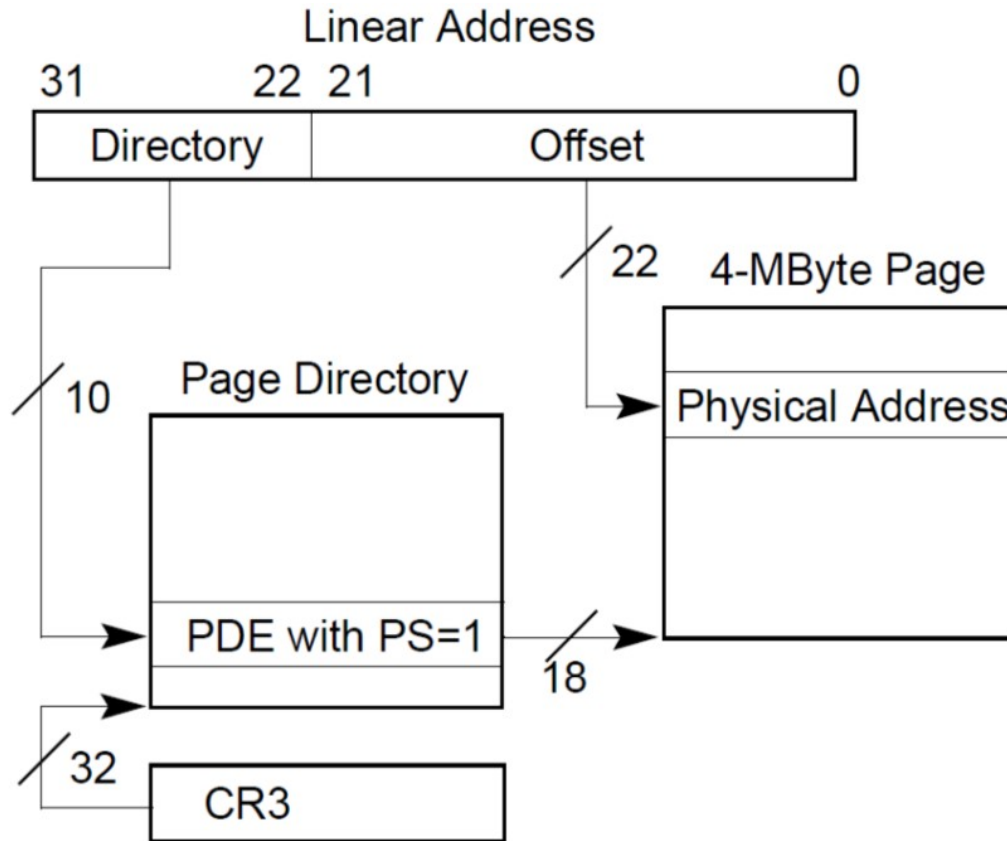 Linear Address
31 22 21 0
Directory Offset
22
4-MByte Page
10
Page Directory
Physical Address
PDE with PS=1
18
32
CR3